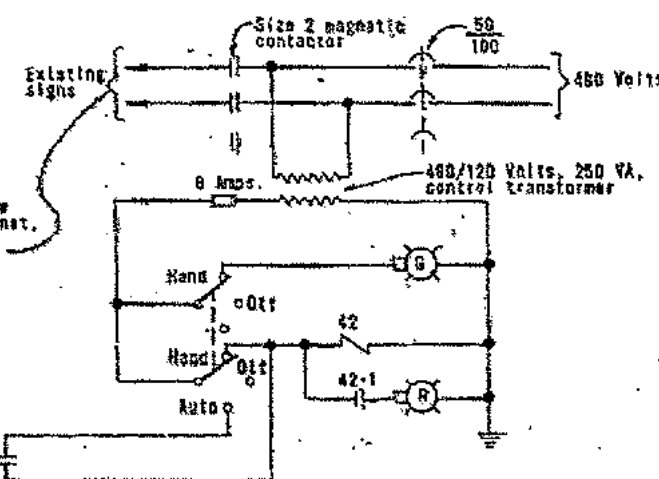 Size 2 magnetic
contactor
50
100
Existing
signs
480 Volts
480/120 Volts, 250 VA,
control transformer
8 Amps.
Hand
Off
G
42
Hand
Off
42-1
R
Auto